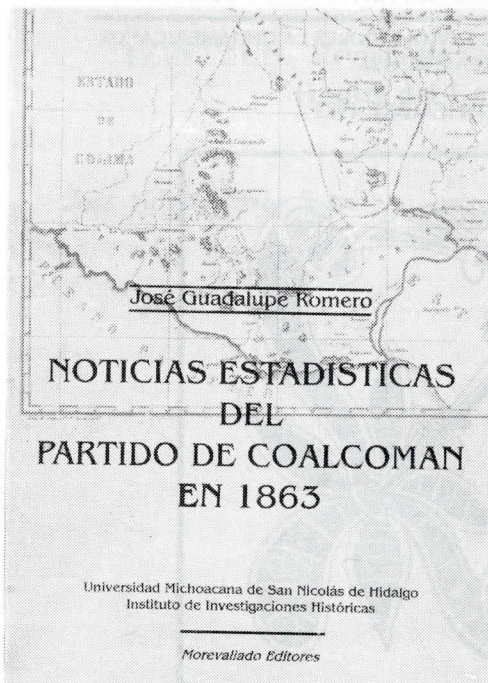 ESTADO
DE
COLIMA
José Guadalupe Romero
NOTICIAS ESTADISTICAS
DEL
PARTIDO DE COALCOMAN
EN 1863
Universidad Michoacana de San Nicolás de Hidalgo
Instituto de Investigaciones Históricas
Morevallado Editores